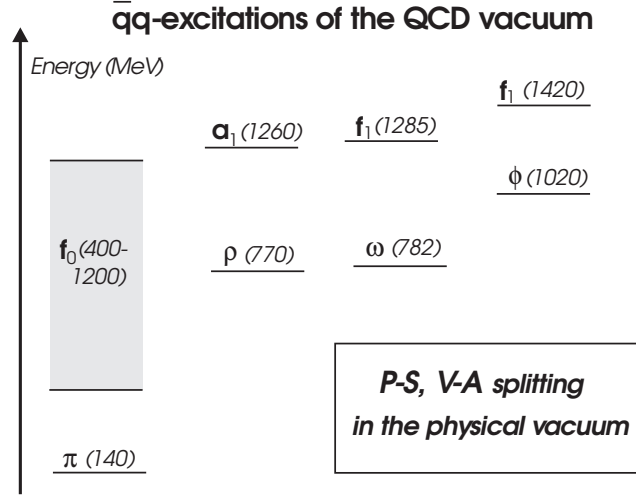 q̅q-excitations of the QCD vacuum
Energy (MeV)
f₁ (1420)
a₁ (1260)
f₁ (1285)
ϕ (1020)
f₀ (400-
1200)
ρ (770)
ω (782)
P-S, V-A splitting
in the physical vacuum
π (140)